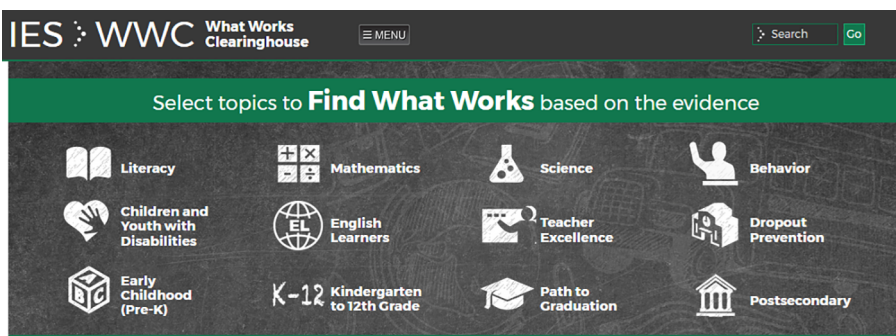 IES WWC What Works
Clearinghouse
☰ MENU
Search
Go
Select topics to Find What Works based on the evidence
Literacy
Mathematics
Science
Behavior
Children and
Youth with
Disabilities
EL
English
Learners
Teacher
Excellence
Dropout
Prevention
A
B C
Early
Childhood
(Pre-K)
K-12
Kindergarten
to 12th Grade
Path to
Graduation
Postsecondary